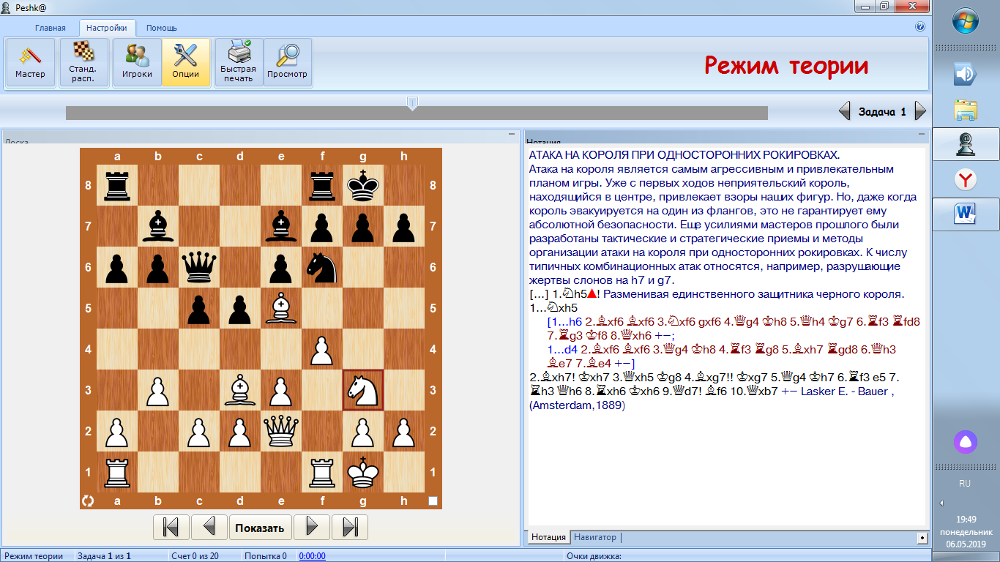 Peshk@
Главная Настройки Помощь
Мастер
Станд.
расп.
Игроки
Опции
Быстрая
печать
Просмотр
Режим теории
Задача 1
Доска
a b c d e f g h
8 8
7 7
6 6
5 5
4 4
3 3
2 2
1 1
a b c d e f g h
Показать
Нотация
АТАКА НА КОРОЛЯ ПРИ ОДНОСТОРОННИХ РОКИРОВКАХ.
Атака на короля является самым агрессивным и привлекательным
планом игры. Уже с первых ходов неприятельский король,
находящийся в центре, привлекает взоры наших фигур. Но, даже когда
король эвакуируется на один из флангов, это не гарантирует ему
абсолютной безопасности. Еще усилиями мастеров прошлого были
разработаны тактические и стратегические приемы и методы
организации атаки на короля при односторонних рокировках. К числу
типичных комбинационных атак относятся, например, разрушающие
жертвы слонов на h7 и g7.
[...] 1.♘h5▲! Разменивая единственного защитника черного короля.
1...♘xh5
[1...h6 2.♗xf6 ♗xf6 3.♘xf6 gxf6 4.♕g4 ♔h8 5.♕h4 ♔g7 6.♖f3 ♖fd8
7.♖g3 ♔f8 8.♕xh6 +−;
1...d4 2.♗xf6 ♗xf6 3.♕g4 ♔h8 4.♖f3 ♖g8 5.♗xh7 ♖gd8 6.♕h3
♗e7 7.♗e4 +−]
2.♗xh7! ♔xh7 3.♕xh5 ♔g8 4.♗xg7!! ♔xg7 5.♕g4 ♔h7 6.♖f3 e5 7.
♖h3 ♕h6 8.♖xh6 ♔xh6 9.♕d7! ♗f6 10.♕xb7 +− Lasker E. - Bauer ,
(Amsterdam,1889)
Нотация Навигатор
Режим теории Задача 1 из 1 Счет 0 из 20 Попытка 0 0:00:00 Очки движка:
RU
19:49
понедельник
06.05.2019